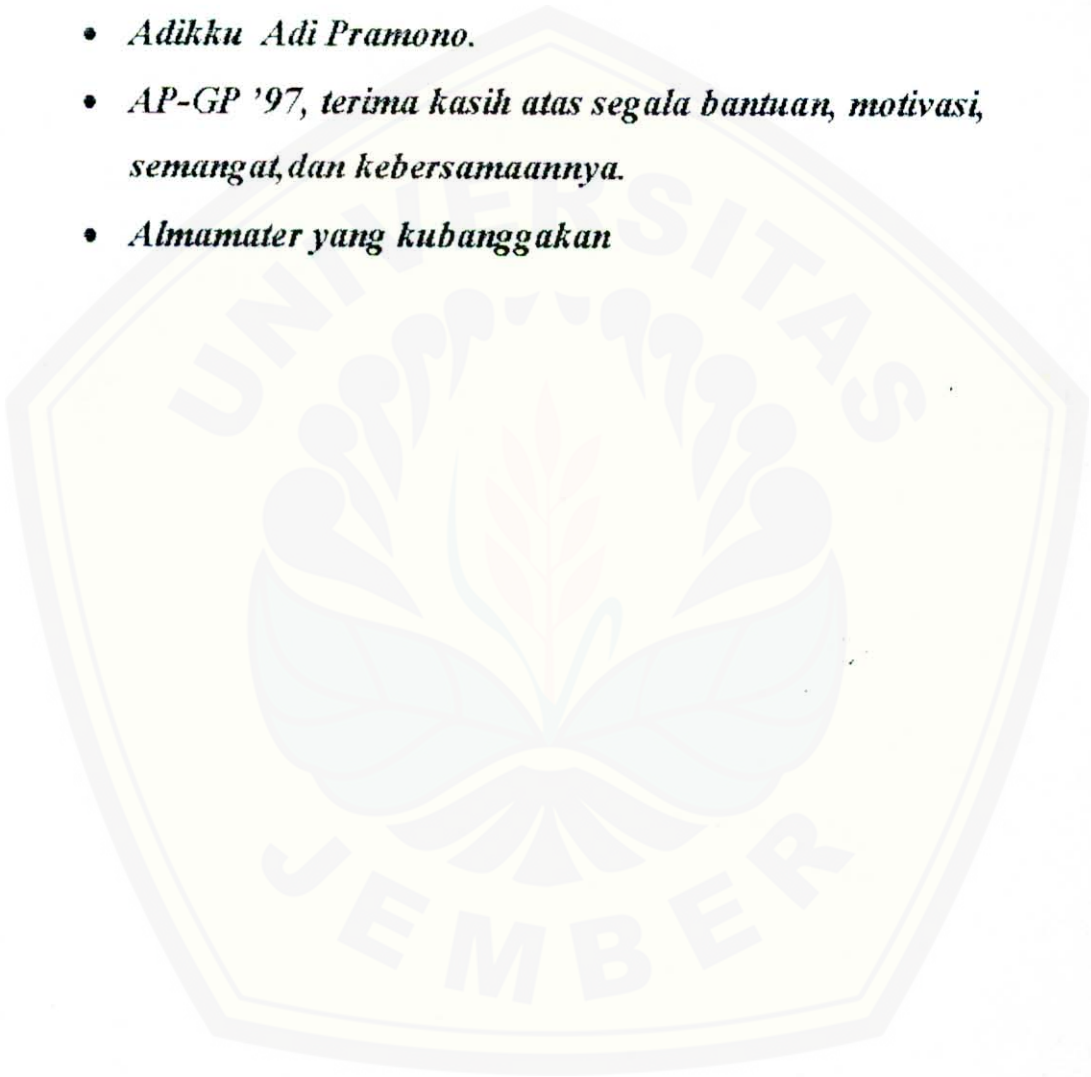 • Adikku Adi Pramono.
• AP-GP ’97, terima kasih atas segala bantuan, motivasi,
semangat, dan kebersamaannya.
• Almamater yang kubanggakan
UNIVERSITAS
JEMBER